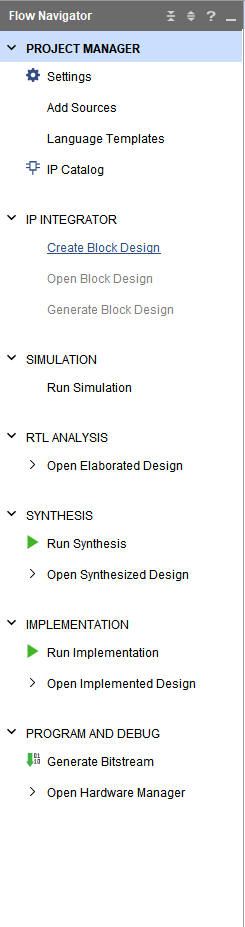 Flow Navigator
PROJECT MANAGER
Settings
Add Sources
Language Templates
IP Catalog
IP INTEGRATOR
Create Block Design
Open Block Design
Generate Block Design
SIMULATION
Run Simulation
RTL ANALYSIS
Open Elaborated Design
SYNTHESIS
Run Synthesis
Open Synthesized Design
IMPLEMENTATION
Run Implementation
Open Implemented Design
PROGRAM AND DEBUG
Generate Bitstream
Open Hardware Manager